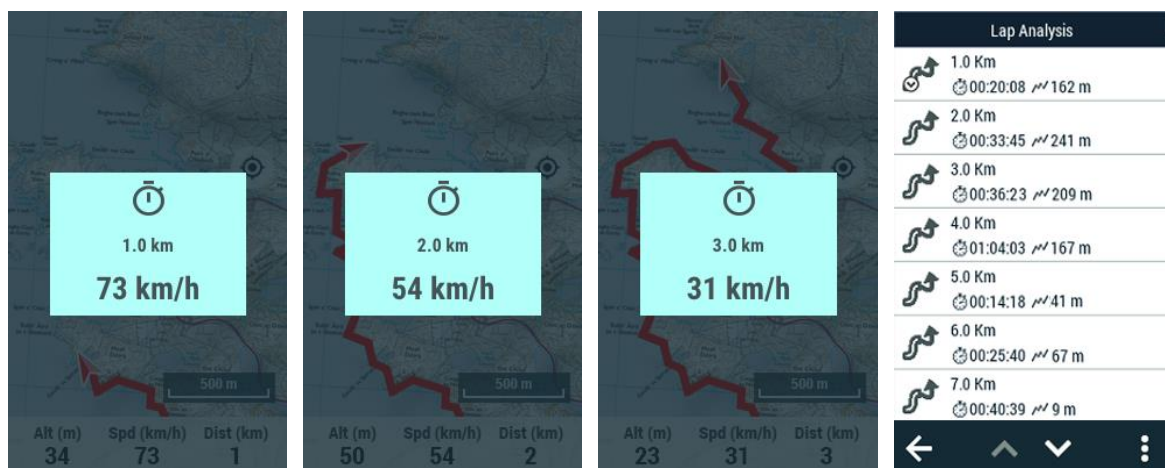 1.0 km
73 km/h
500 m
Alt (m) Spd (km/h) Dist (km)
34 73 1
2.0 km
54 km/h
500 m
Alt (m) Spd (km/h) Dist (km)
50 54 2
3.0 km
31 km/h
500 m
Alt (m) Spd (km/h) Dist (km)
23 31 3
Lap Analysis
1.0 Km
00:20:08 162 m
2.0 Km
00:33:45 241 m
3.0 Km
00:36:23 209 m
4.0 Km
01:04:03 167 m
5.0 Km
00:14:18 41 m
6.0 Km
00:25:40 67 m
7.0 Km
00:40:39 9 m